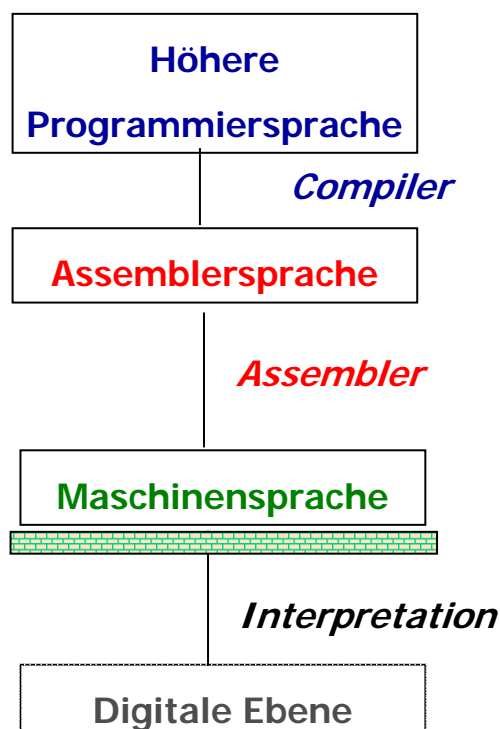 Höhere
Programmiersprache
Compiler
Assemblersprache
Assembler
Maschinensprache
Interpretation
Digitale Ebene